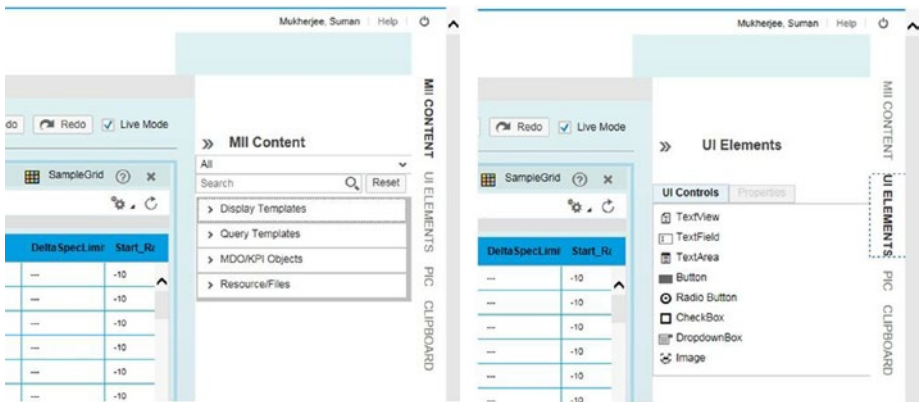 Mukherjee, Suman | Help
MII CONTENT
UI ELEMENTS
PIC
CLIPBOARD
do Redo Live Mode
» MII Content
All
Search Reset
SampleGrid
> Display Templates
> Query Templates
> MDO/KPI Objects
> Resource/Files
DeltaSpecLimi Start_Ra
--- -10
--- -10
--- -10
--- -10
--- -10
--- -10
Mukherjee, Suman | Help
MII CONTENT
UI ELEMENTS
PIC
CLIPBOARD
Redo Live Mode
» UI Elements
SampleGrid
UI Controls Properties
TextView
TextField
TextArea
Button
Radio Button
CheckBox
DropdownBox
Image
DeltaSpecLimi Start_Ra
--- -10
--- -10
--- -10
--- -10
--- -10
--- -10